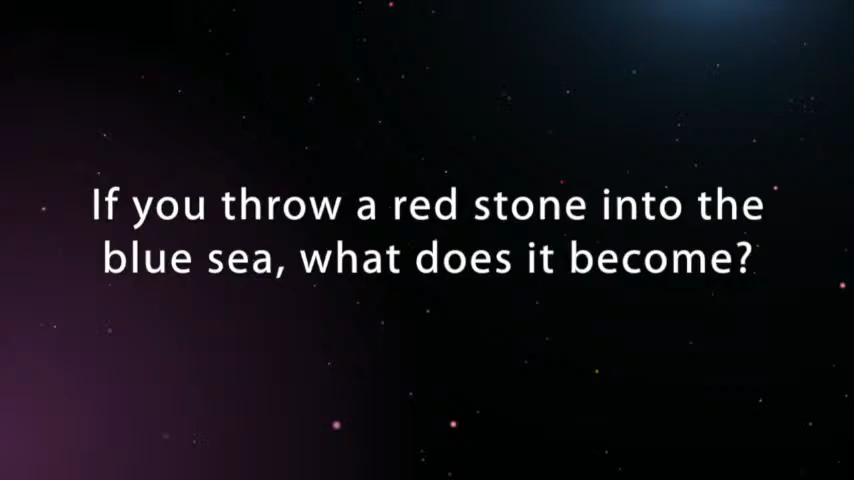 If you throw a red stone into the
blue sea, what does it become?